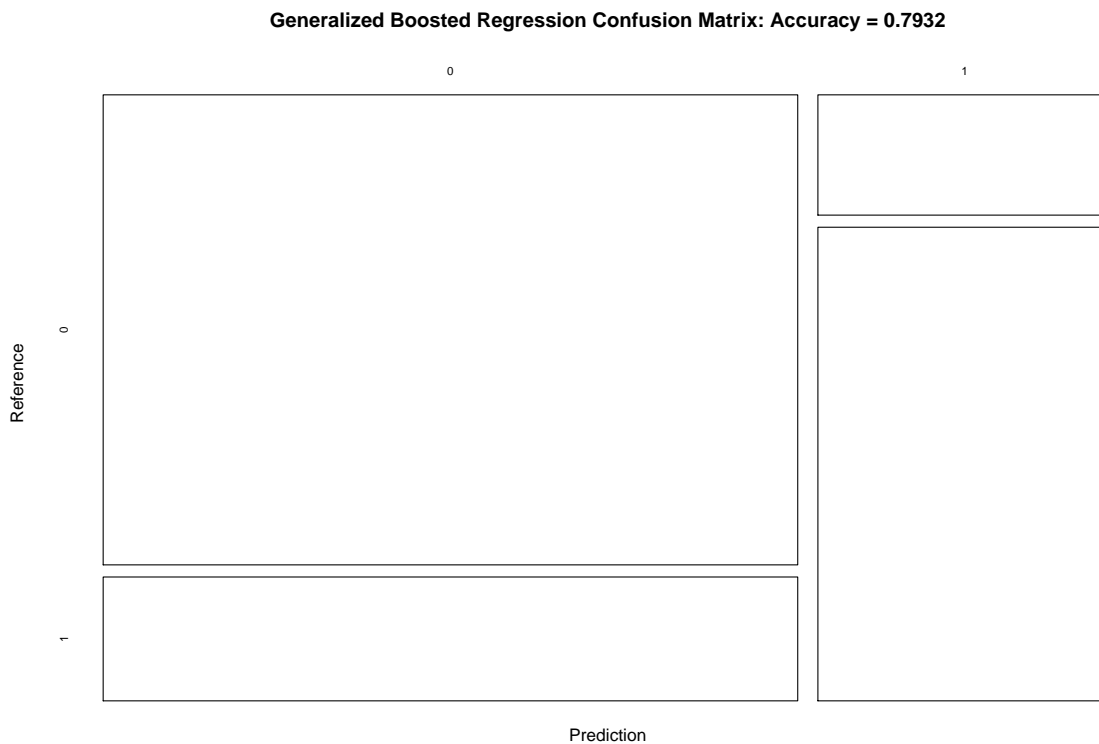 Generalized Boosted Regression Confusion Matrix: Accuracy = 0.7932
0 1
0
Reference
1
Prediction